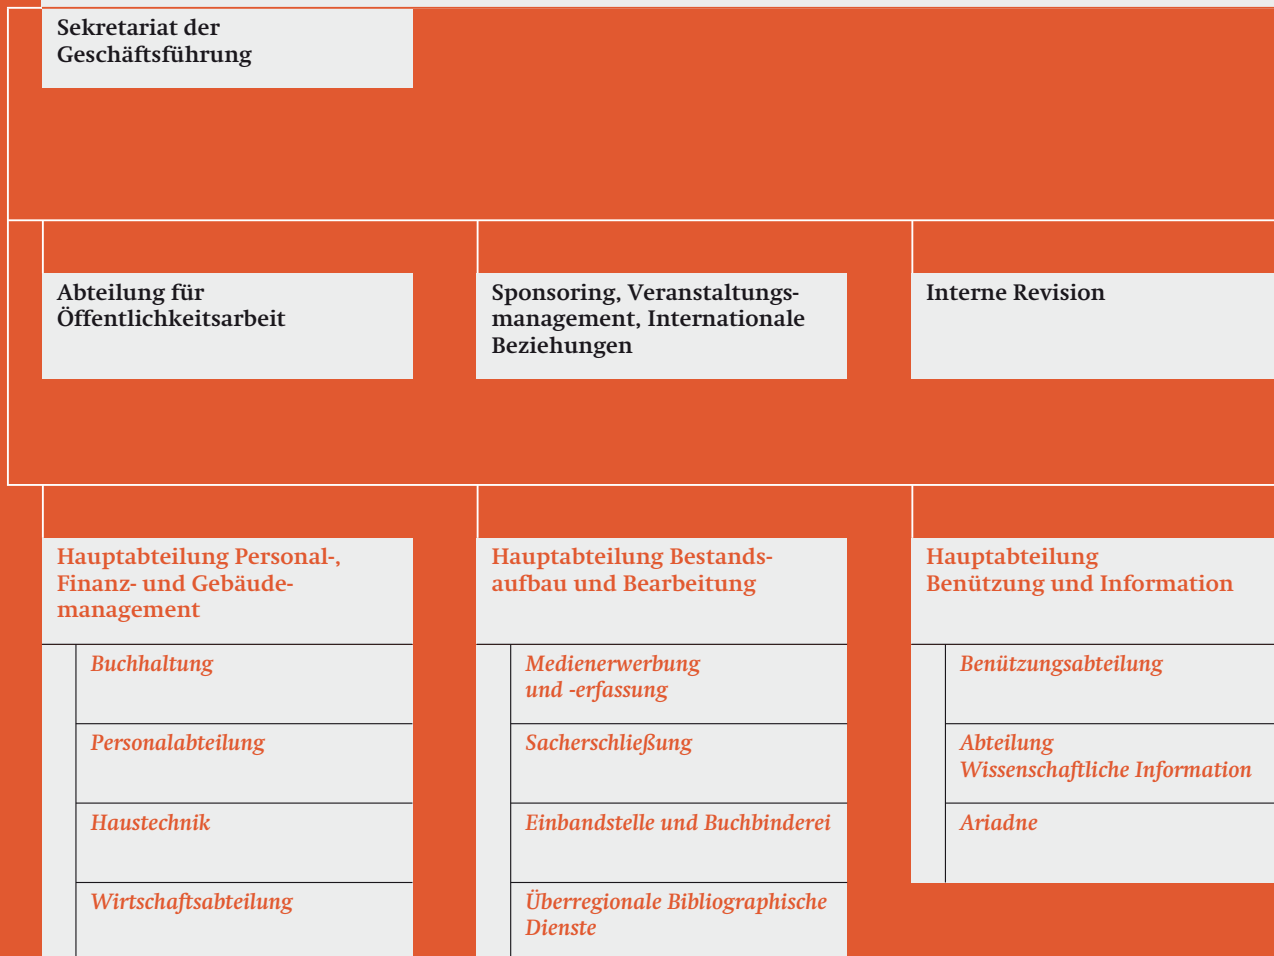 Sekretariat der
Geschäftsführung
Abteilung für
Öffentlichkeitsarbeit
Sponsoring, Veranstaltungs-
management, Internationale
Beziehungen
Interne Revision
Hauptabteilung Personal-,
Finanz- und Gebäude-
management
Buchhaltung
Personalabteilung
Haustechnik
Wirtschaftsabteilung
Hauptabteilung Bestands-
aufbau und Bearbeitung
Medienerwerbung
und -erfassung
Sacherschließung
Einbandstelle und Buchbinderei
Überregionale Bibliographische
Dienste
Hauptabteilung
Benützung und Information
Benützungsabteilung
Abteilung
Wissenschaftliche Information
Ariadne